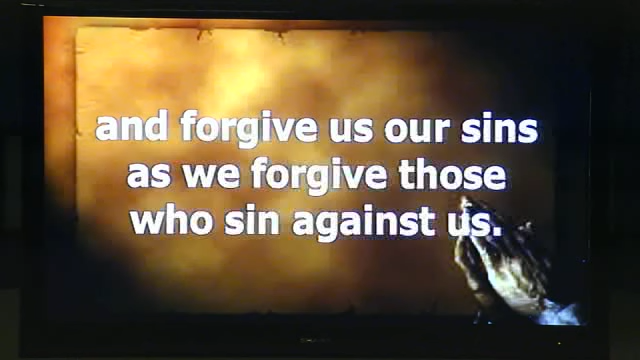 and forgive us our sins
as we forgive those
who sin against us.